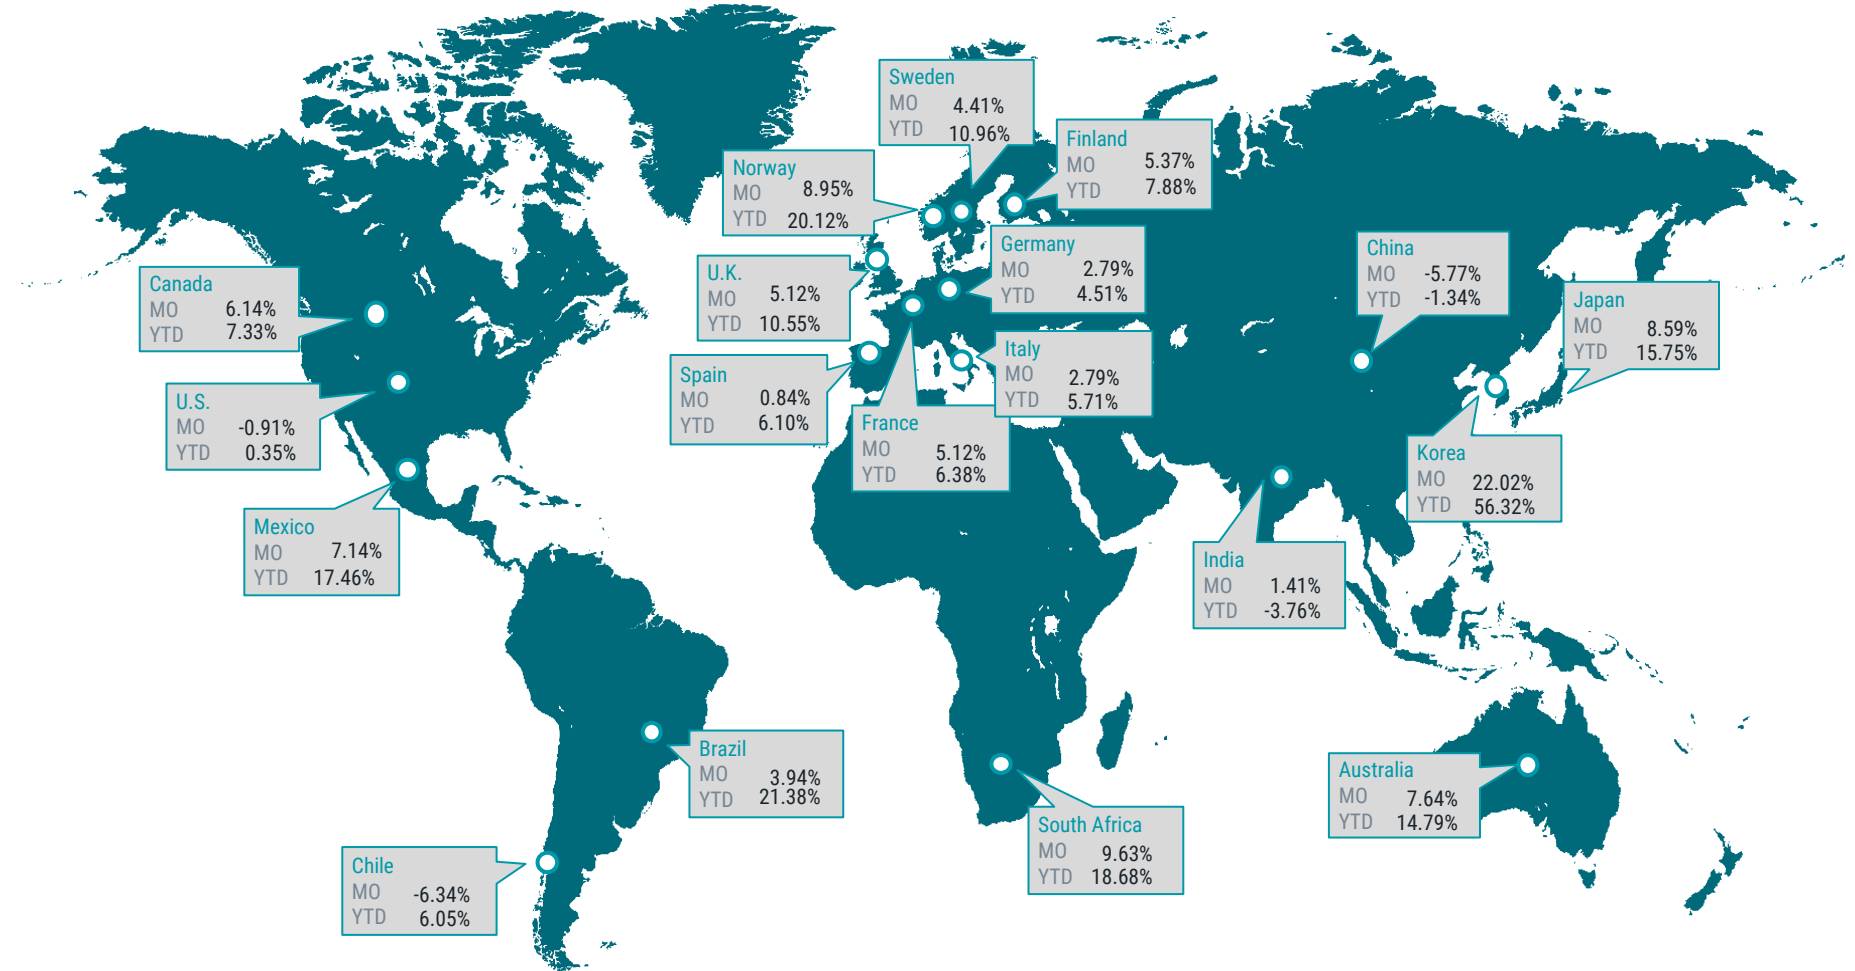 Sweden
MO 4.41%
YTD 10.96%
Finland
MO 5.37%
YTD 7.88%
Norway
MO 8.95%
YTD 20.12%
Germany
MO 2.79%
YTD 4.51%
U.K.
MO 5.12%
YTD 10.55%
China
MO -5.77%
YTD -1.34%
Canada
MO 6.14%
YTD 7.33%
Japan
MO 8.59%
YTD 15.75%
Italy
MO 2.79%
YTD 5.71%
Spain
MO 0.84%
YTD 6.10%
U.S.
MO -0.91%
YTD 0.35%
France
MO 5.12%
YTD 6.38%
Korea
MO 22.02%
YTD 56.32%
Mexico
MO 7.14%
YTD 17.46%
India
MO 1.41%
YTD -3.76%
Brazil
MO 3.94%
YTD 21.38%
Australia
MO 7.64%
YTD 14.79%
South Africa
MO 9.63%
YTD 18.68%
Chile
MO -6.34%
YTD 6.05%